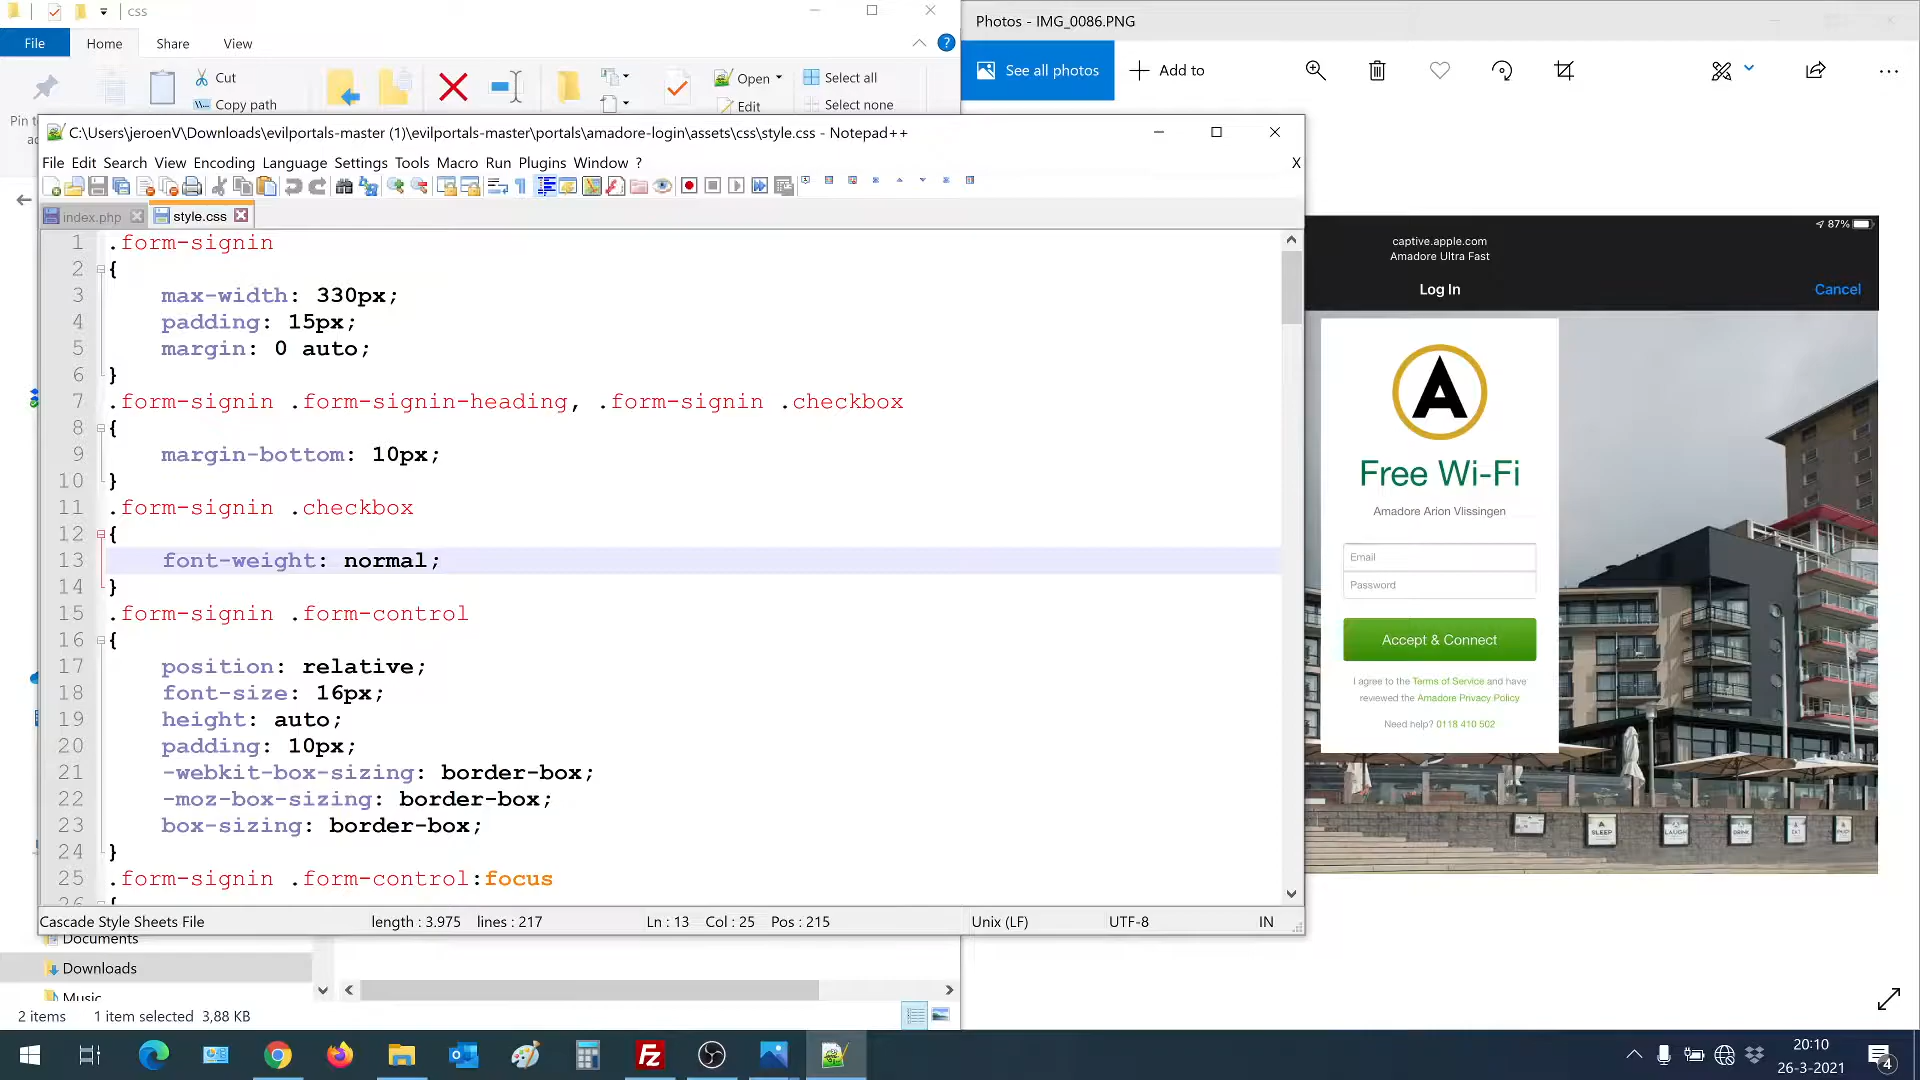 css
File
Home
Share
View
Cut
Copy path
Open
Edit
Select all
Select none
Pin to
Photos - IMG_0086.PNG
See all photos
Add to
C:\Users\jeroenV\Downloads\evilportals-master (1)\evilportals-master\portals\amadore-login\assets\css\style.css - Notepad++
File Edit Search View Encoding Language Settings Tools Macro Run Plugins Window ?
X
index.php
style.css
1 .form-signin
2 {
3 max-width: 330px;
4 padding: 15px;
5 margin: 0 auto;
6 }
7 .form-signin .form-signin-heading, .form-signin .checkbox
8 {
9 margin-bottom: 10px;
10 }
11 .form-signin .checkbox
12 {
13 font-weight: normal;
14 }
15 .form-signin .form-control
16 {
17 position: relative;
18 font-size: 16px;
19 height: auto;
20 padding: 10px;
21 -webkit-box-sizing: border-box;
22 -moz-box-sizing: border-box;
23 box-sizing: border-box;
24 }
25 .form-signin .form-control:focus
26 {
Cascade Style Sheets File
length : 3.975 lines : 217
Ln : 13 Col : 25 Pos : 215
Unix (LF)
UTF-8
IN
87%
captive.apple.com
Amadore Ultra Fast
Log In
Cancel
A
Free Wi-Fi
Amadore Arion Vlissingen
Email
Password
Accept & Connect
I agree to the Terms of Service and have
reviewed the Amadore Privacy Policy
Need help? 0118 410 502
SLEEP
LAUGH
DRINK
EAT
Documents
Downloads
Music
2 items
1 item selected 3,88 KB
20:10
26-3-2021
4